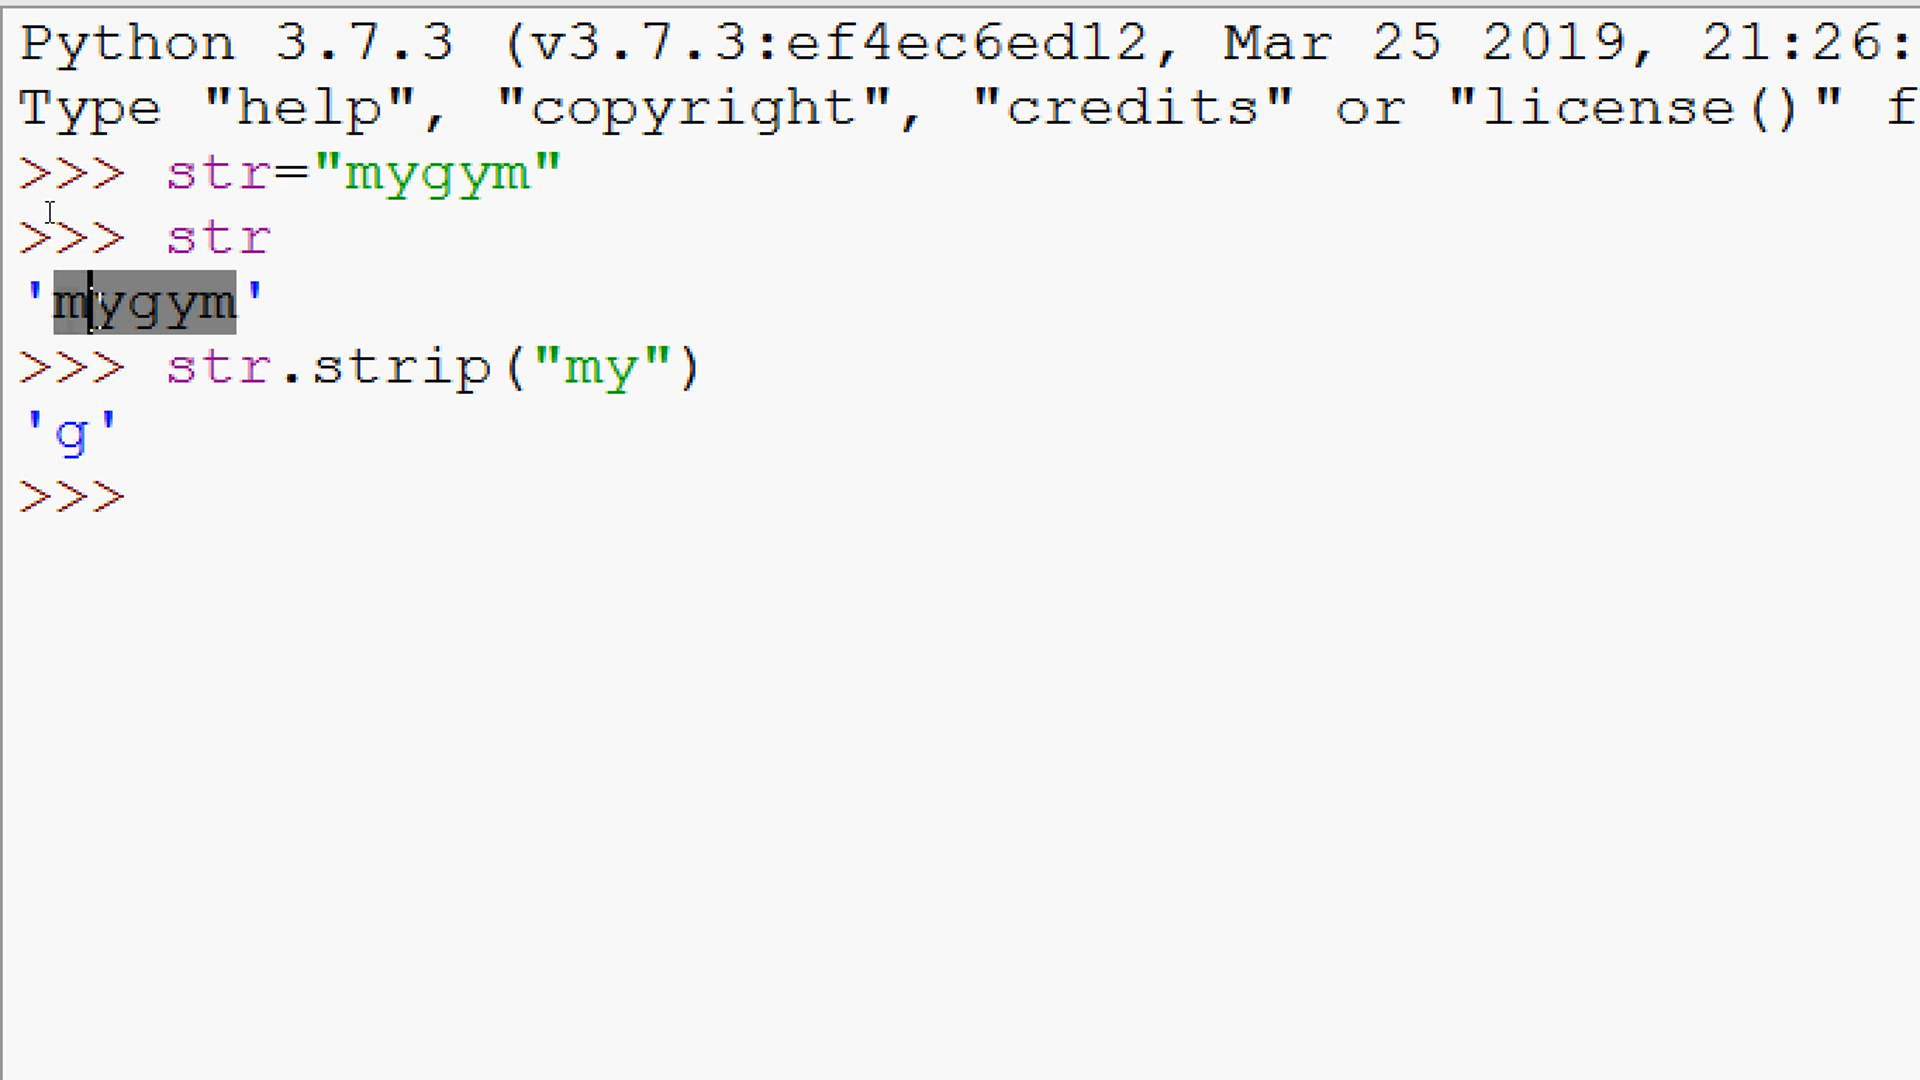 Python 3.7.3 (v3.7.3:ef4ec6ed12, Mar 25 2019, 21:26:
Type "help", "copyright", "credits" or "license()" f
>>> str="mygym"
>>> str
'mygym'
>>> str.strip("my")
'g'
>>>